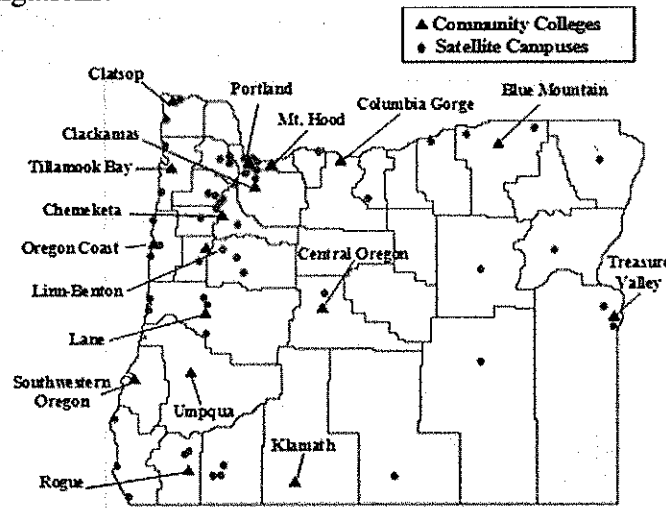 Community Colleges
Satellite Campuses
Clatsop
Portland
Blue Mountain
Mt. Hood
Columbia Gorge
Clackamas
Tillamook Bay
Chemeketa
Oregon Coast
Central Oregon
Treasure
Valley
Linn-Benton
Lane
Southwestern
Oregon
Umpqua
Klamath
Rogue